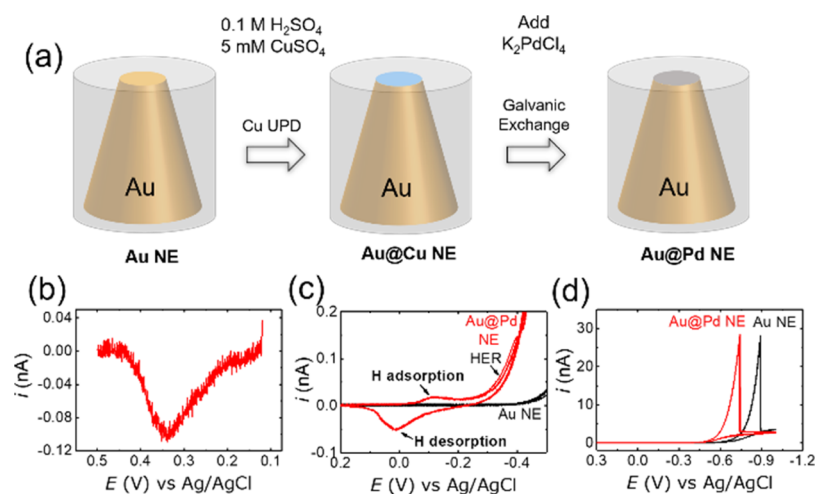 (a)
0.1 M H₂SO₄
5 mM CuSO₄
Add
K₂PdCl₄
Cu UPD
Galvanic
Exchange
Au
Au
Au
Au NE
Au@Cu NE
Au@Pd NE
(b)
i (nA)
0.04
0.00
-0.04
-0.08
-0.12
0.5 0.4 0.3 0.2 0.1
E (V) vs Ag/AgCl
(c)
i (nA)
0.2
0.1
0.0
-0.1
Au@Pd
NE
HER
H adsorption
Au NE
H desorption
0.2 0.0 -0.2 -0.4
E (V) vs Ag/AgCl
(d)
i (nA)
30
20
10
0
Au@Pd NE Au NE
0.3 0.0 -0.3 -0.6 -0.9 -1.2
E (V) vs Ag/AgCl